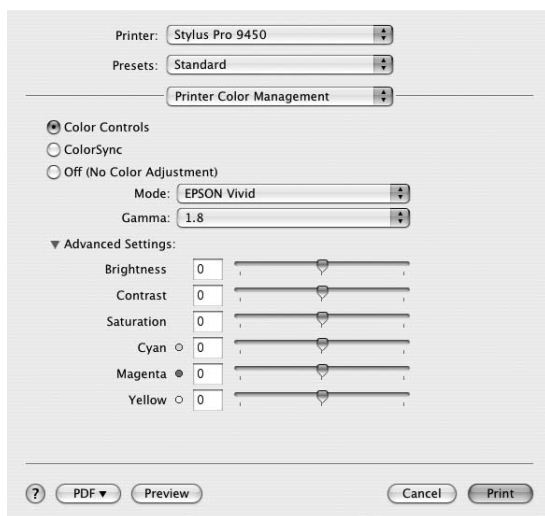 Printer: Stylus Pro 9450
Presets: Standard
Printer Color Management
Color Controls
ColorSync
Off (No Color Adjustment)
Mode: EPSON Vivid
Gamma: 1.8
Advanced Settings:
Brightness 0
Contrast 0
Saturation 0
Cyan 0
Magenta 0
Yellow 0
? PDF Preview Cancel Print